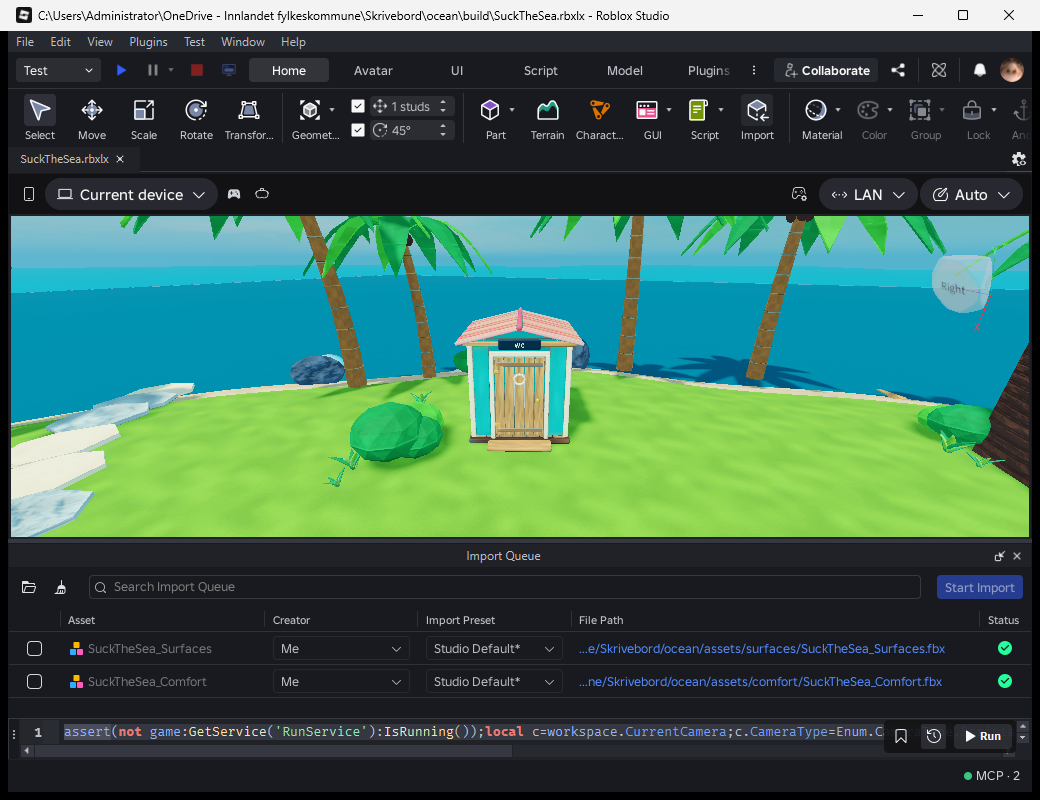 C:\Users\Administrator\OneDrive - Innlandet fylkeskommune\Skrivebord\ocean\build\SuckTheSea.rbxlx - Roblox Studio
File Edit View Plugins Test Window Help
Test Home Avatar UI Script Model Plugins Collaborate
1 studs
45°
Select Move Scale Rotate Transfor... Geomet... Part Terrain Charact... GUI Script Import Material Color Group Lock
SuckTheSea.rbxlx
Current device LAN Auto
Right
WC
Import Queue
Search Import Queue Start Import
Asset Creator Import Preset File Path Status
SuckTheSea_Surfaces Me Studio Default* ...e/Skrivebord/ocean/assets/surfaces/SuckTheSea_Surfaces.fbx
SuckTheSea_Comfort Me Studio Default* ...ne/Skrivebord/ocean/assets/comfort/SuckTheSea_Comfort.fbx
1 assert(not game:GetService('RunService'):IsRunning());local c=workspace.CurrentCamera;c.CameraType=Enum. Run
MCP · 2